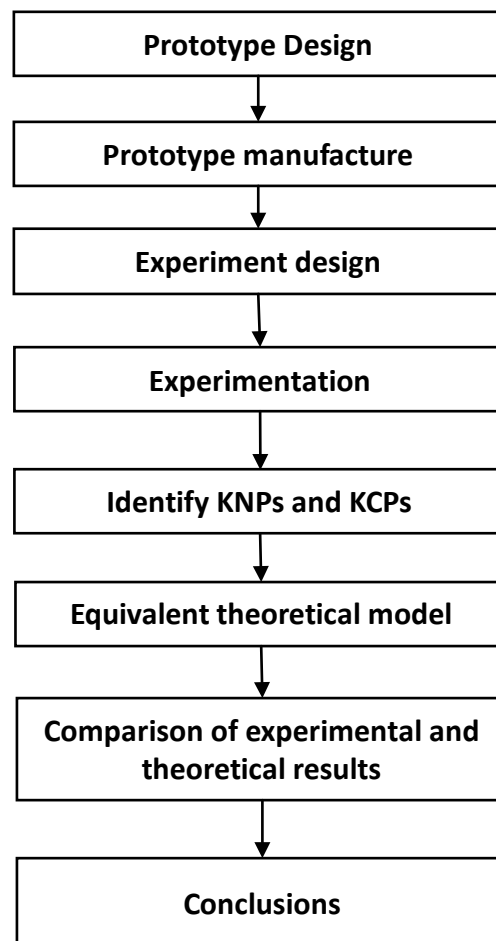 Prototype Design
Prototype manufacture
Experiment design
Experimentation
Identify KNPs and KCPs
Equivalent theoretical model
Comparison of experimental and
theoretical results
Conclusions